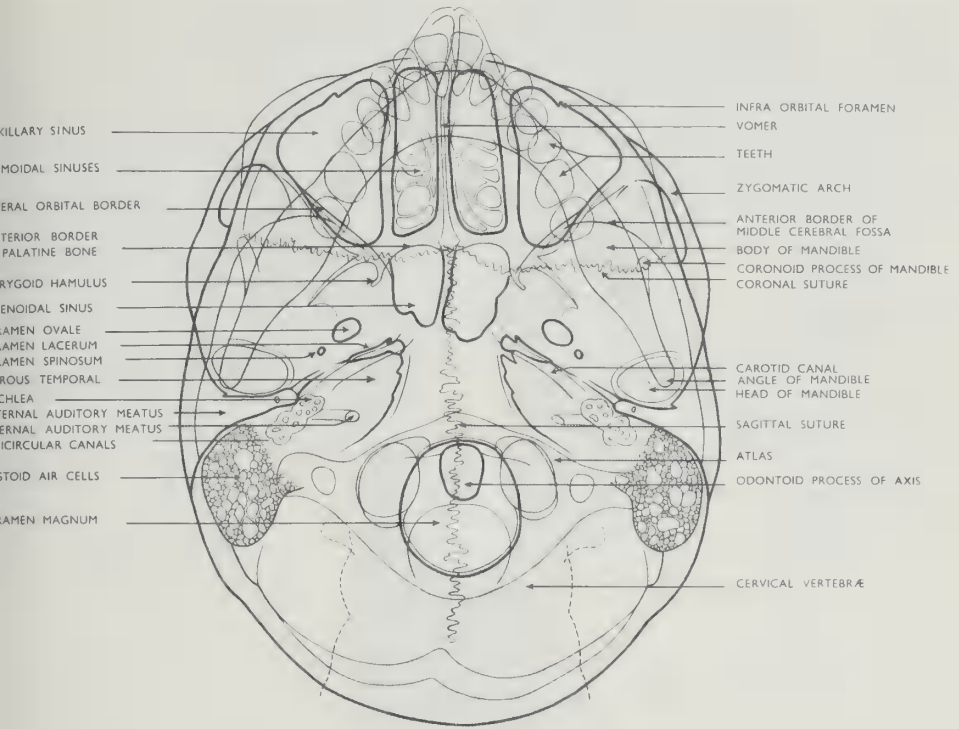 XILLARY SINUS
MOIDAL SINUSES
ERAL ORBITAL BORDER
TERIOR BORDER
PALATINE BONE
RYGOID HAMULUS
ENOIDAL SINUS
RAMEN OVALE
RAMEN LACERUM
RAMEN SPINOSUM
ROUS TEMPORAL
CHLEA
TERNAL AUDITORY MEATUS
ERNAL AUDITORY MEATUS
ICIRCULAR CANALS
STOID AIR CELLS
RAMEN MAGNUM
INFRA ORBITAL FORAMEN
VOMER
TEETH
ZYGOMATIC ARCH
ANTERIOR BORDER OF
MIDDLE CEREBRAL FOSSA
BODY OF MANDIBLE
CORONOID PROCESS OF MANDIBLE
CORONAL SUTURE
CAROTID CANAL
ANGLE OF MANDIBLE
HEAD OF MANDIBLE
SAGITTAL SUTURE
ATLAS
ODONTOID PROCESS OF AXIS
CERVICAL VERTEBRÆ